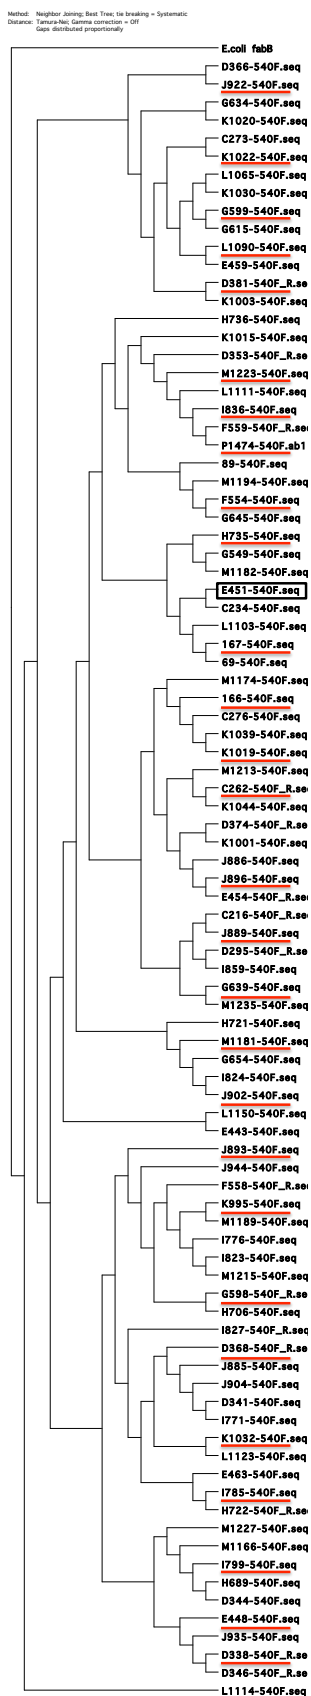 Method: Neighbor Joining; Best Tree; tie breaking = Systematic
Distance: Tamura-Nei; Gamma correction = Off
Gaps distributed proportionally
E.coli fabB
D366-540F.seq
J922-540F.seq
G634-540F.seq
K1020-540F.seq
C273-540F.seq
K1022-540F.seq
L1065-540F.seq
K1030-540F.seq
G599-540F.seq
G615-540F.seq
L1090-540F.seq
E459-540F.seq
D381-540F_R.seq
K1003-540F.seq
H736-540F.seq
K1015-540F.seq
D353-540F_R.se
M1223-540F.seq
L1111-540F.seq
I836-540F.seq
F559-540F_R.se
P1474-540F.ab1
89-540F.seq
M1194-540F.seq
F554-540F.seq
G645-540F.seq
H735-540F.seq
G549-540F.seq
M1182-540F.seq
E451-540F.seq
C234-540F.seq
L1103-540F.seq
167-540F.seq
69-540F.seq
M1174-540F.seq
166-540F.seq
C276-540F.seq
K1039-540F.seq
K1019-540F.seq
M1213-540F.seq
C262-540F_R.se
K1044-540F.seq
D374-540F_R.se
K1001-540F.seq
J886-540F.seq
J896-540F.seq
E454-540F_R.se
C216-540F_R.se
J889-540F.seq
D295-540F_R.se
I859-540F.seq
G639-540F.seq
M1235-540F.seq
H721-540F.seq
M1181-540F.seq
G654-540F.seq
I824-540F.seq
J902-540F.seq
L1150-540F.seq
E443-540F.seq
J893-540F.seq
J944-540F.seq
F558-540F_R.se
K995-540F.seq
M1189-540F.seq
I776-540F.seq
I823-540F.seq
M1215-540F.seq
G598-540F_R.se
H706-540F.seq
I827-540F_R.se
D368-540F_R.se
J885-540F.seq
J904-540F.seq
D341-540F.seq
I771-540F.seq
K1032-540F.seq
L1123-540F.seq
E463-540F.seq
I785-540F.seq
H722-540F_R.se
M1227-540F.seq
M1166-540F.seq
I799-540F.seq
H689-540F.seq
D344-540F.seq
E448-540F.seq
J935-540F.seq
D338-540F_R.se
D346-540F_R.se
L1114-540F.seq